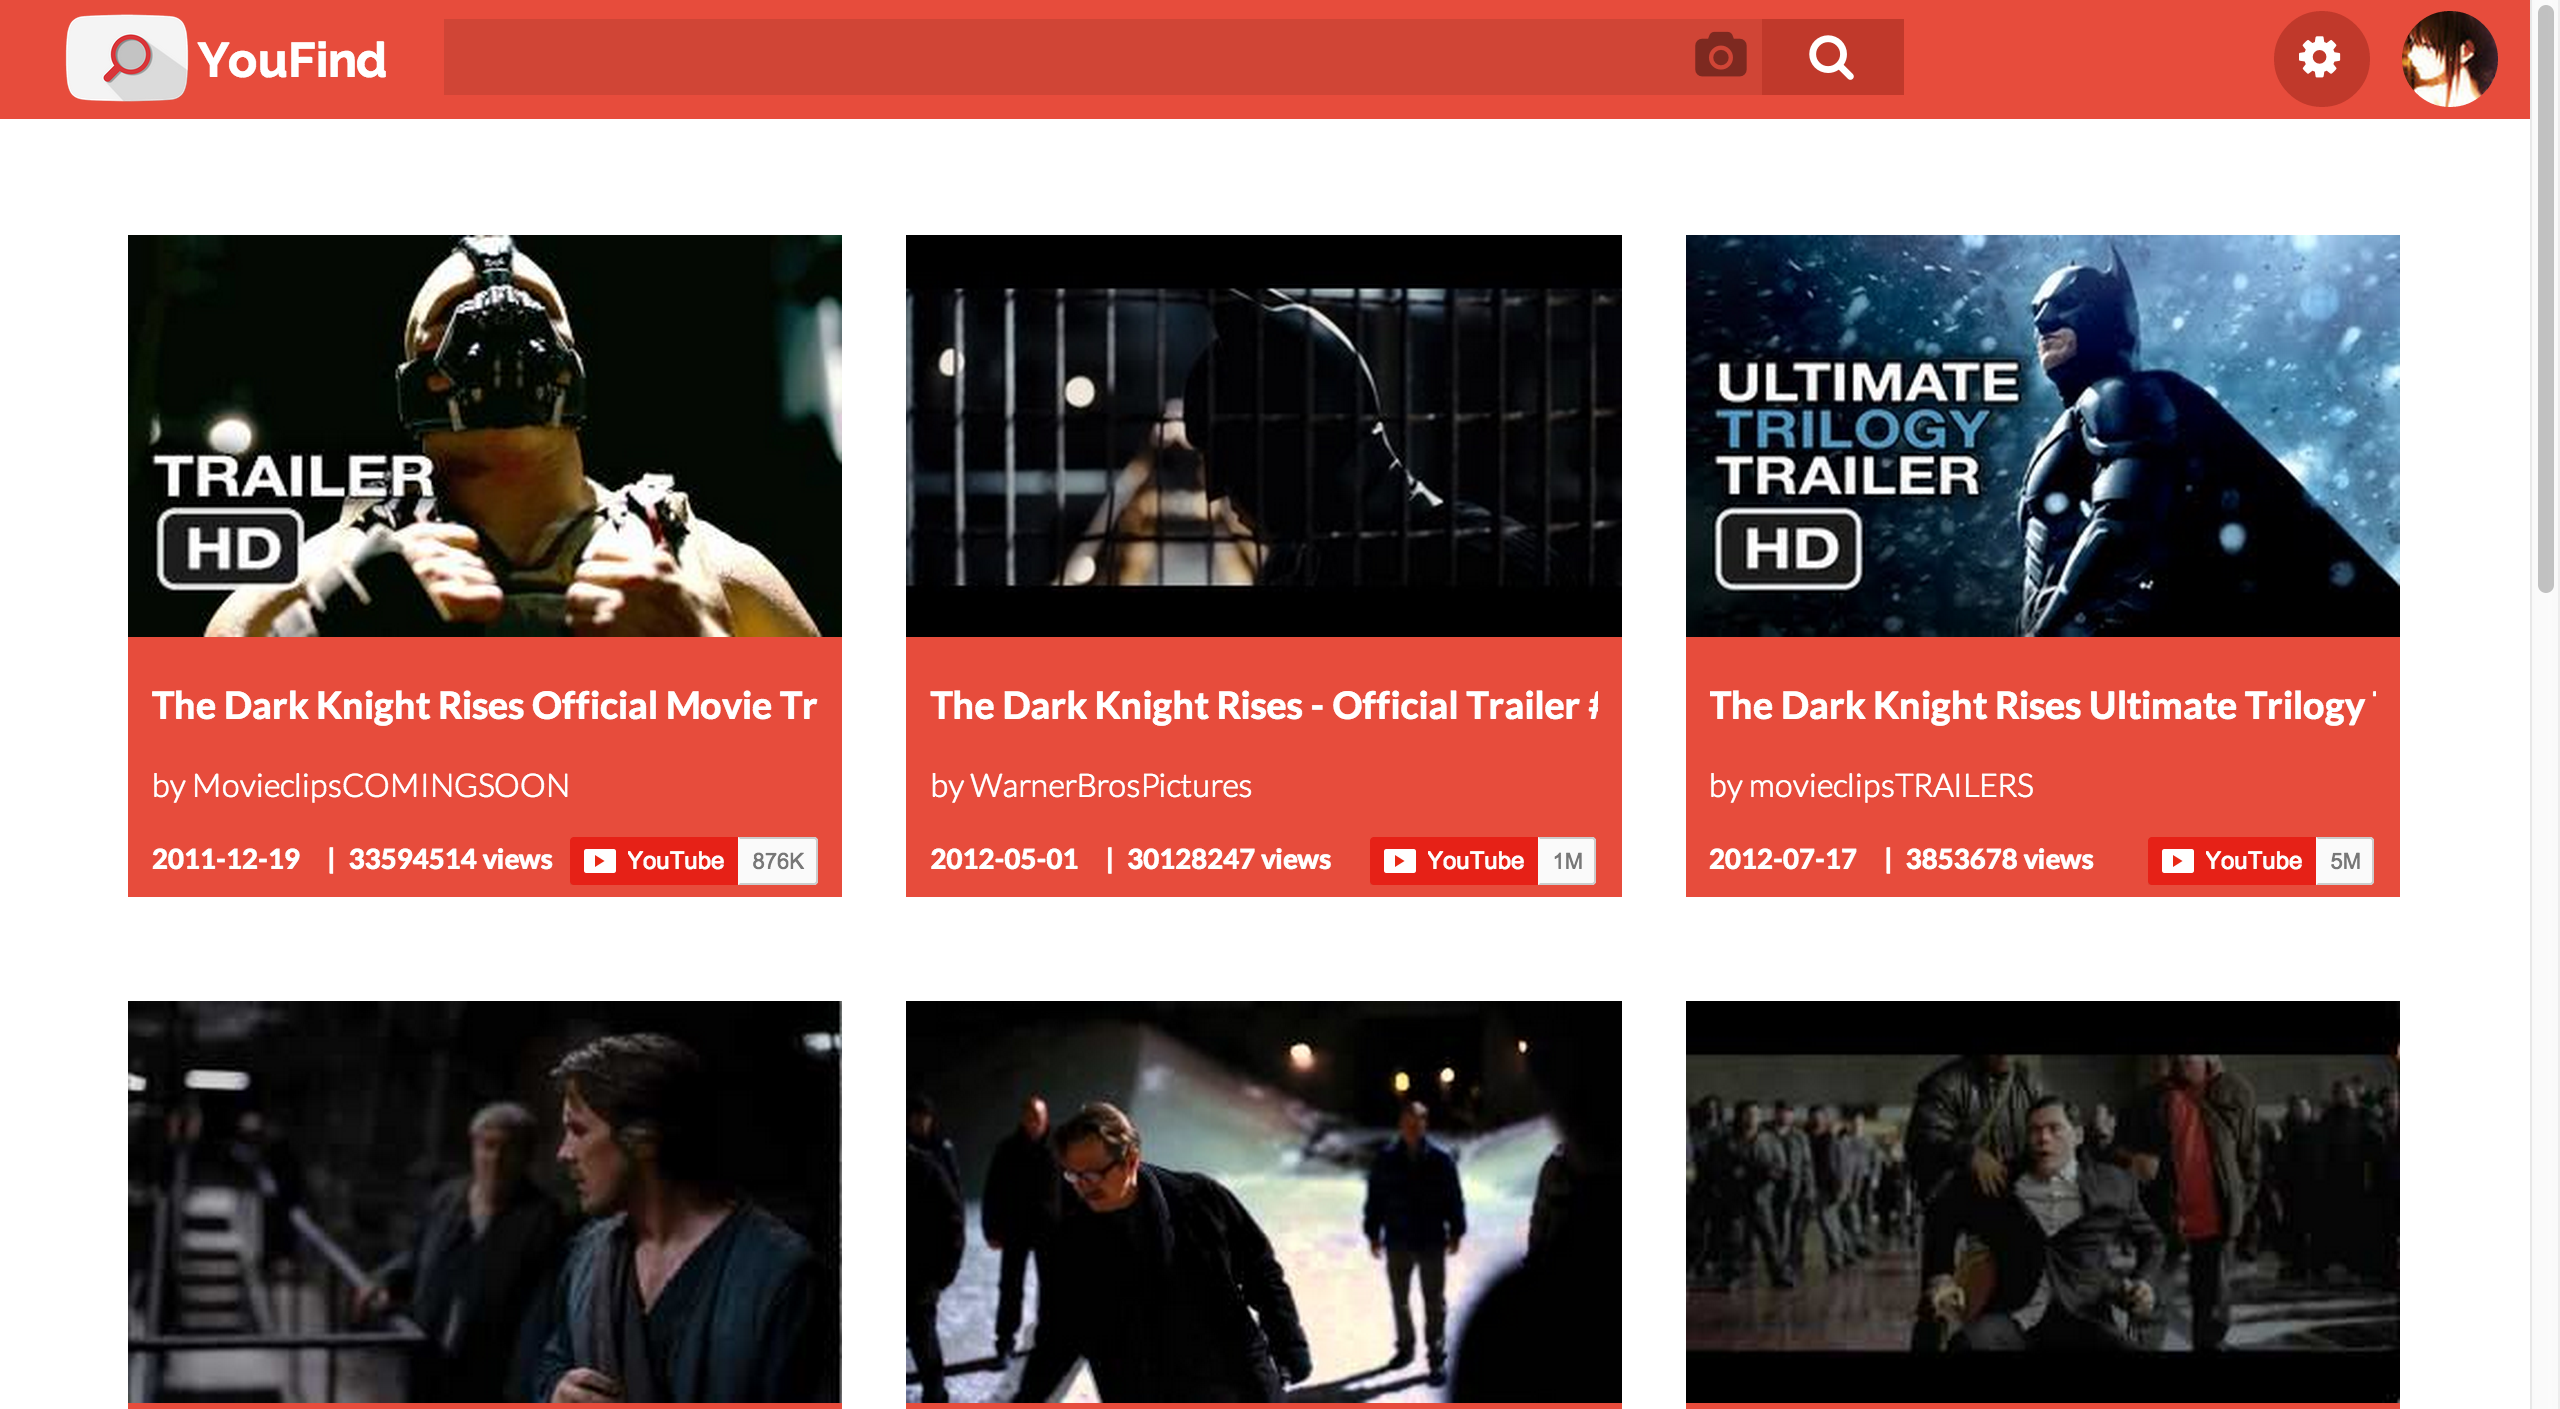 YouFind
TRAILER
HD
ULTIMATE
TRILOGY
TRAILER
HD
The Dark Knight Rises Official Movie Tr
by MovieclipsCOMINGSOON
2011-12-19 | 33594514 views YouTube 876K
The Dark Knight Rises - Official Trailer #
by WarnerBrosPictures
2012-05-01 | 30128247 views YouTube 1M
The Dark Knight Rises Ultimate Trilogy
by movieclipsTRAILERS
2012-07-17 | 3853678 views YouTube 5M